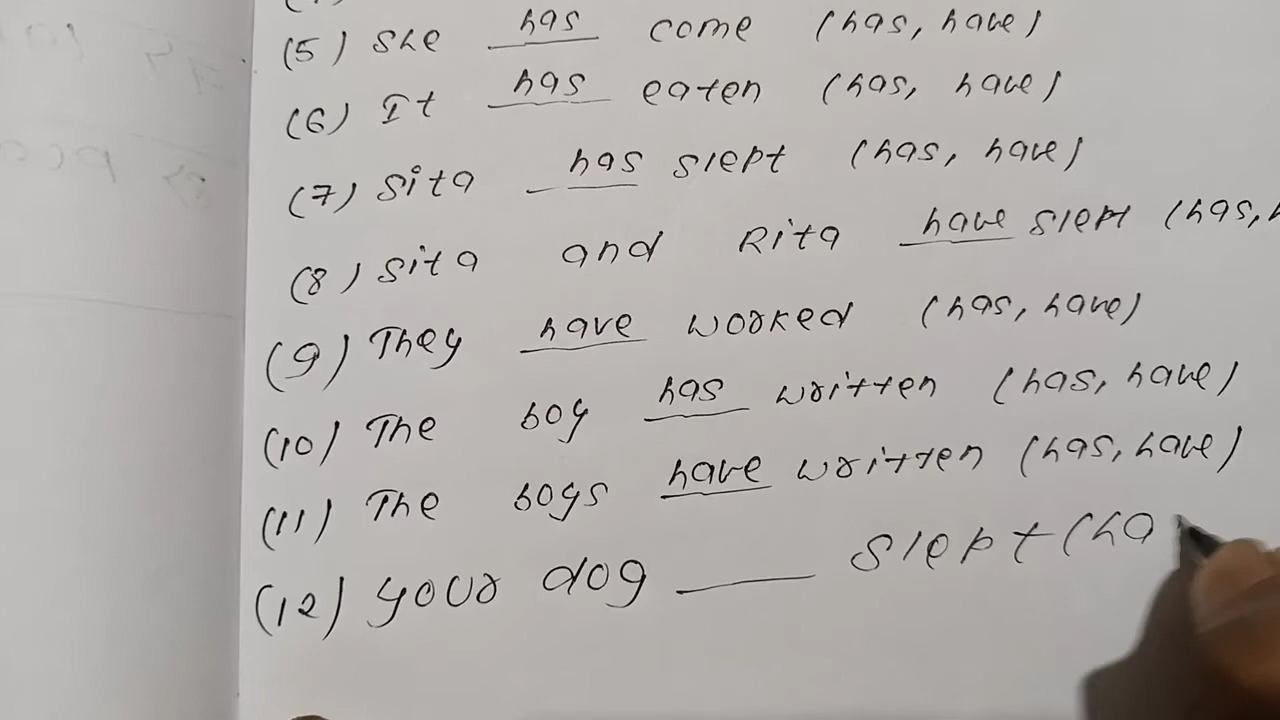 (5) She has come (has, have)
(6) It has eaten (has, have)
(7) Sita has slept (has, have)
(8) Sita and Rita have slept (has,
(9) They have worked (has, have)
(10) The boy has written (has, have)
(11) The boys have written (has, have)
(12) your dog ____ slept (ha